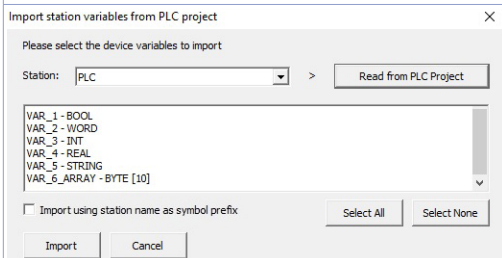 Import station variables from PLC project
Please select the device variables to import
Station: PLC > Read from PLC Project
VAR_1 - BOOL
VAR_2 - WORD
VAR_3 - INT
VAR_4 - REAL
VAR_5 - STRING
VAR_6_ARRAY - BYTE [10]
Import using station name as symbol prefix
Select All Select None
Import Cancel